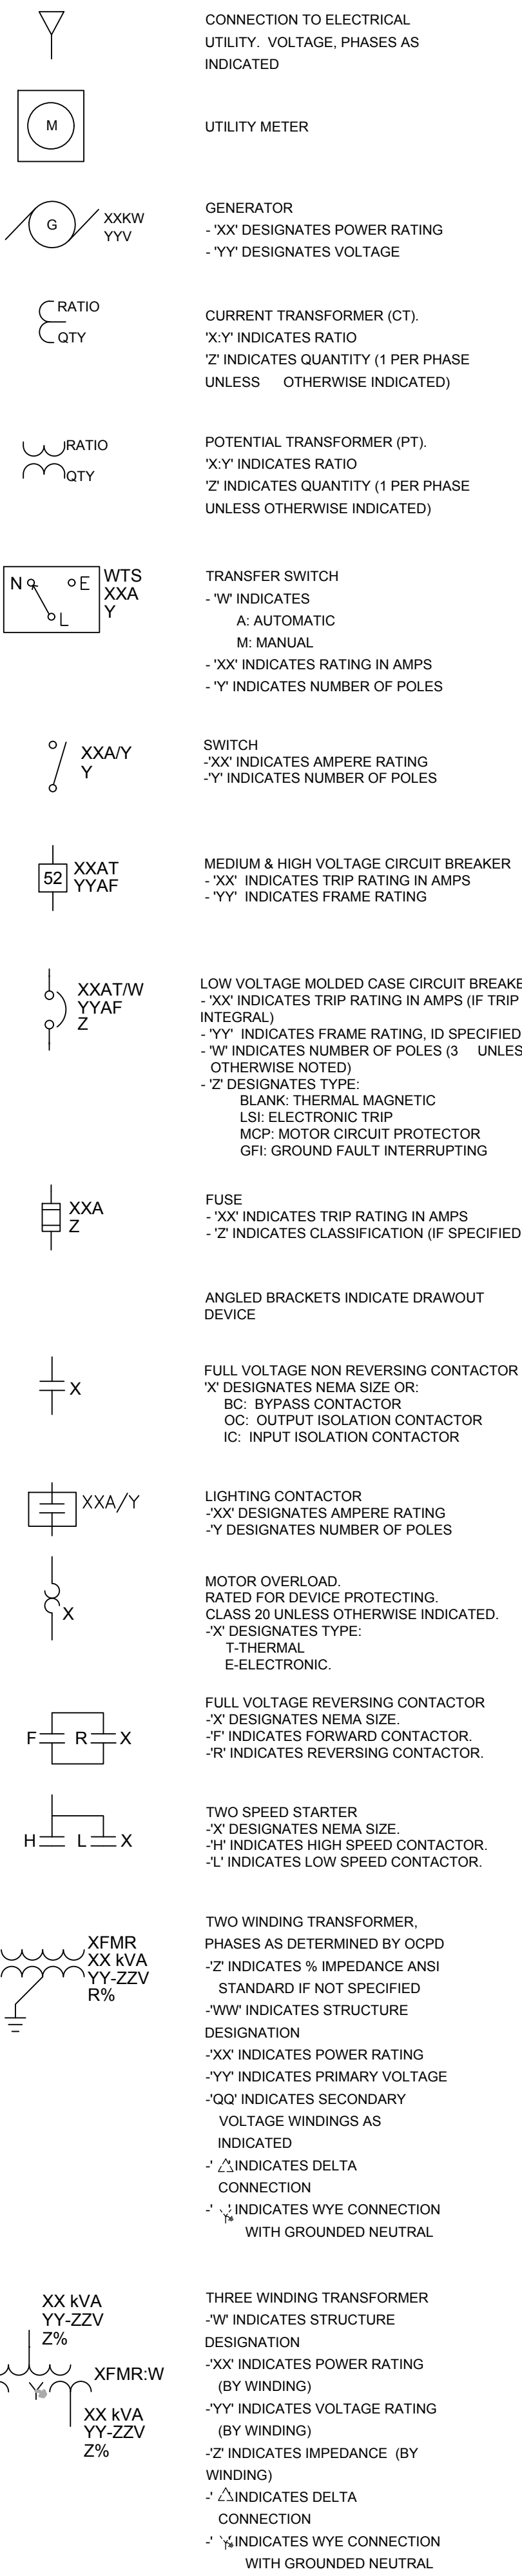 CONNECTION TO ELECTRICAL
UTILITY. VOLTAGE, PHASES AS
INDICATED
M
UTILITY METER
G
XXKW
YYV
GENERATOR
- 'XX' DESIGNATES POWER RATING
- 'YY' DESIGNATES VOLTAGE
RATIO
QTY
CURRENT TRANSFORMER (CT).
'X:Y' INDICATES RATIO
'Z' INDICATES QUANTITY (1 PER PHASE
UNLESS OTHERWISE INDICATED)
RATIO
QTY
POTENTIAL TRANSFORMER (PT).
'X:Y' INDICATES RATIO
'Z' INDICATES QUANTITY (1 PER PHASE
UNLESS OTHERWISE INDICATED)
N E
L
WTS
XXA
Y
TRANSFER SWITCH
- 'W' INDICATES
A: AUTOMATIC
M: MANUAL
- 'XX' INDICATES RATING IN AMPS
- 'Y' INDICATES NUMBER OF POLES
XXA/Y
Y
SWITCH
-'XX' INDICATES AMPERE RATING
-'Y' INDICATES NUMBER OF POLES
52
XXAT
YYAF
MEDIUM & HIGH VOLTAGE CIRCUIT BREAKER
- 'XX' INDICATES TRIP RATING IN AMPS
- 'YY' INDICATES FRAME RATING
XXAT/W
YYAF
Z
LOW VOLTAGE MOLDED CASE CIRCUIT BREAKE
- 'XX' INDICATES TRIP RATING IN AMPS (IF TRIP
INTEGRAL)
- 'YY' INDICATES FRAME RATING, ID SPECIFIED
- 'W' INDICATES NUMBER OF POLES (3 UNLES
OTHERWISE NOTED)
- 'Z' DESIGNATES TYPE:
BLANK: THERMAL MAGNETIC
LSI: ELECTRONIC TRIP
MCP: MOTOR CIRCUIT PROTECTOR
GFI: GROUND FAULT INTERRUPTING
XXA
Z
FUSE
- 'XX' INDICATES TRIP RATING IN AMPS
- 'Z' INDICATES CLASSIFICATION (IF SPECIFIED
ANGLED BRACKETS INDICATE DRAWOUT
DEVICE
X
FULL VOLTAGE NON REVERSING CONTACTOR
'X' DESIGNATES NEMA SIZE OR:
BC: BYPASS CONTACTOR
OC: OUTPUT ISOLATION CONTACTOR
IC: INPUT ISOLATION CONTACTOR
XXA/Y
LIGHTING CONTACTOR
-'XX' DESIGNATES AMPERE RATING
-'Y DESIGNATES NUMBER OF POLES
X
MOTOR OVERLOAD.
RATED FOR DEVICE PROTECTING.
CLASS 20 UNLESS OTHERWISE INDICATED.
-'X' DESIGNATES TYPE:
T-THERMAL
E-ELECTRONIC.
F R X
FULL VOLTAGE REVERSING CONTACTOR
-'X' DESIGNATES NEMA SIZE.
-'F' INDICATES FORWARD CONTACTOR.
-'R' INDICATES REVERSING CONTACTOR.
H L X
TWO SPEED STARTER
-'X' DESIGNATES NEMA SIZE.
-'H' INDICATES HIGH SPEED CONTACTOR.
-'L' INDICATES LOW SPEED CONTACTOR.
XFMR
XX kVA
YY-ZZV
R%
TWO WINDING TRANSFORMER,
PHASES AS DETERMINED BY OCPD
-'Z' INDICATES % IMPEDANCE ANSI
STANDARD IF NOT SPECIFIED
-'WW' INDICATES STRUCTURE
DESIGNATION
-'XX' INDICATES POWER RATING
-'YY' INDICATES PRIMARY VOLTAGE
-'QQ' INDICATES SECONDARY
VOLTAGE WINDINGS AS
INDICATED
-' ' INDICATES DELTA
CONNECTION
-' ' INDICATES WYE CONNECTION
WITH GROUNDED NEUTRAL
XX kVA
YY-ZZV
Z%
XFMR:W
XX kVA
YY-ZZV
Z%
THREE WINDING TRANSFORMER
-'W' INDICATES STRUCTURE
DESIGNATION
-'XX' INDICATES POWER RATING
(BY WINDING)
-'YY' INDICATES VOLTAGE RATING
(BY WINDING)
-'Z' INDICATES IMPEDANCE (BY
WINDING)
-' ' INDICATES DELTA
CONNECTION
-' ' INDICATES WYE CONNECTION
WITH GROUNDED NEUTRAL